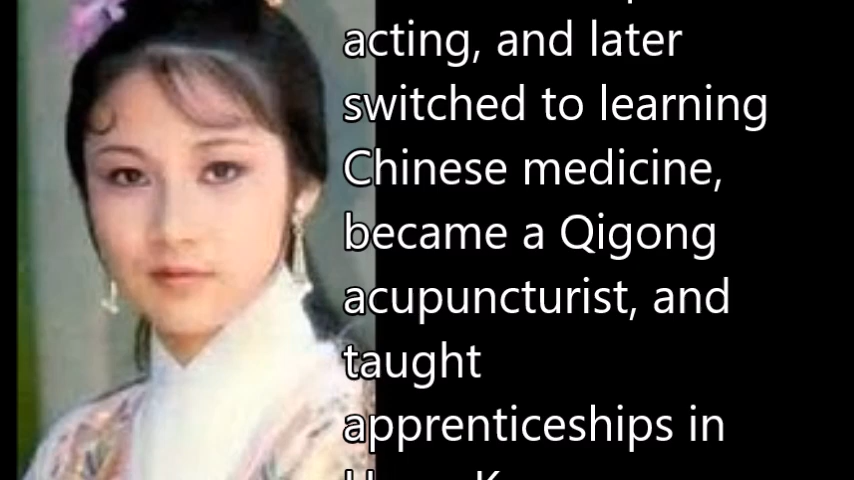 acting, and later
switched to learning
Chinese medicine,
became a Qigong
acupuncturist, and
taught
apprenticeships in